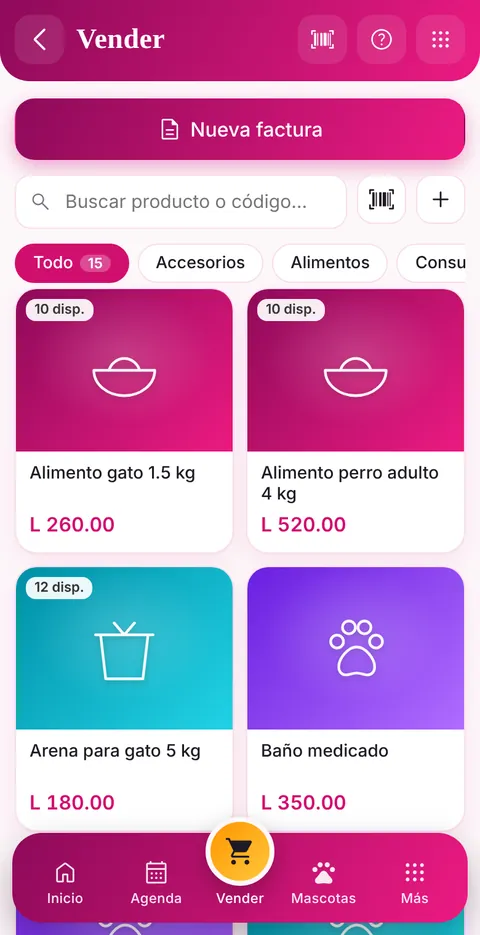 Vender
Nueva factura
Buscar producto o código...
Todo 15
Accesorios
Alimentos
Consu
10 disp.
10 disp.
Alimento gato 1.5 kg
L 260.00
Alimento perro adulto
4 kg
L 520.00
12 disp.
Arena para gato 5 kg
L 180.00
Baño medicado
L 350.00
Inicio
Agenda
Vender
Mascotas
Más